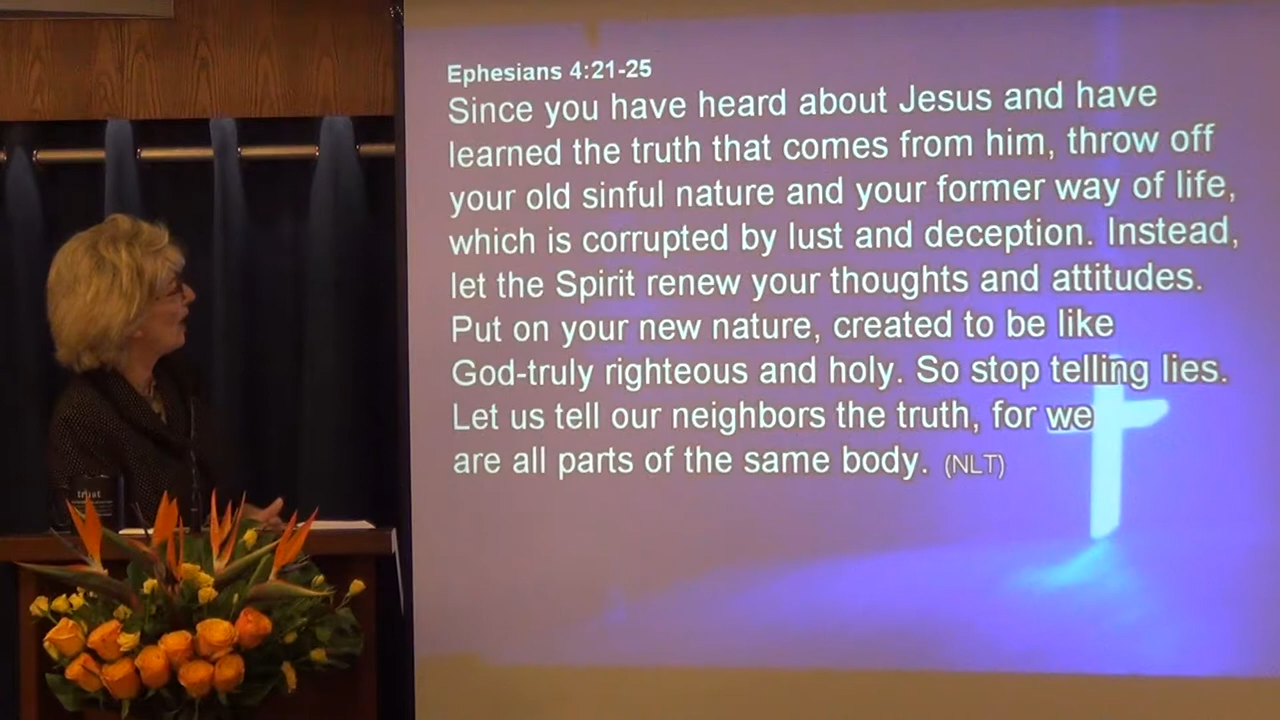 Ephesians 4:21-25
Since you have heard about Jesus and have
learned the truth that comes from him, throw off
your old sinful nature and your former way of life,
which is corrupted by lust and deception. Instead,
let the Spirit renew your thoughts and attitudes.
Put on your new nature, created to be like
God-truly righteous and holy. So stop telling lies.
Let us tell our neighbors the truth, for we
are all parts of the same body. (NLT)
trust